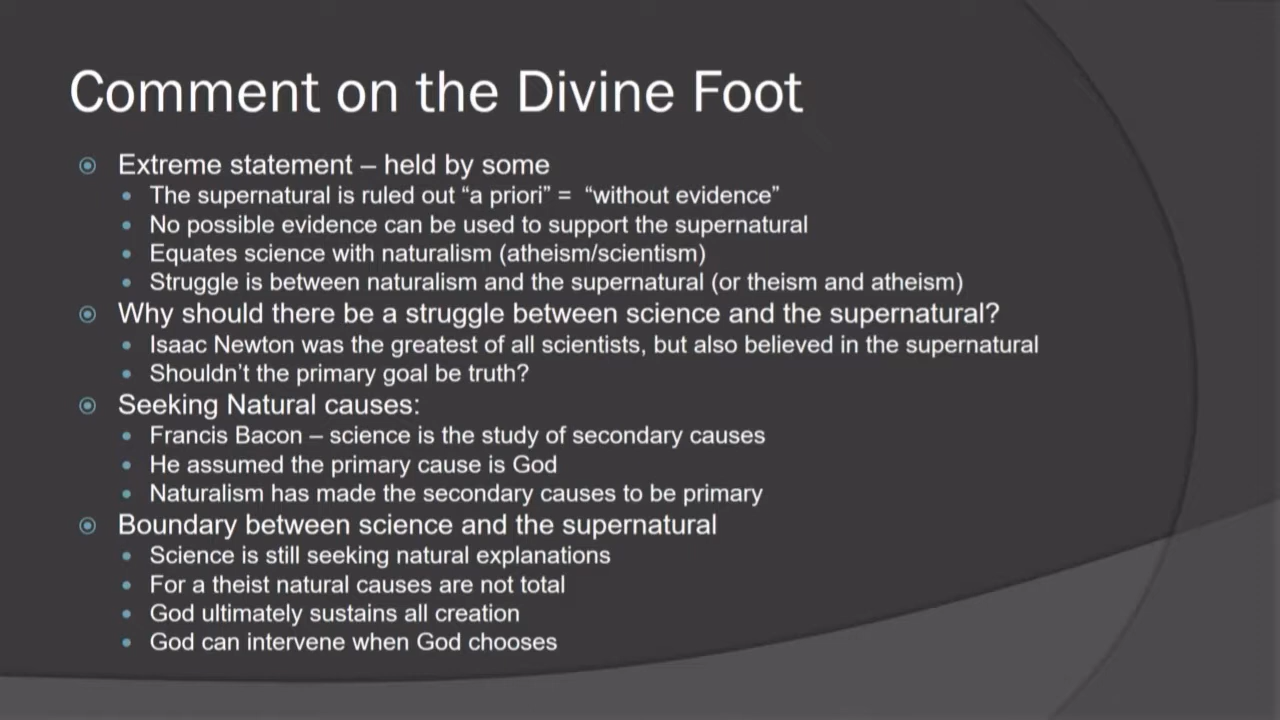 Comment on the Divine Foot
Extreme statement – held by some
The supernatural is ruled out “a priori” =  “without evidence”
No possible evidence can be used to support the supernatural
Equates science with naturalism (atheism/scientism)
Struggle is between naturalism and the supernatural (or theism and atheism)
Why should there be a struggle between science and the supernatural?
Isaac Newton was the greatest of all scientists, but also believed in the supernatural
Shouldn’t the primary goal be truth?
Seeking Natural causes:
Francis Bacon – science is the study of secondary causes
He assumed the primary cause is God
Naturalism has made the secondary causes to be primary
Boundary between science and the supernatural
Science is still seeking natural explanations
For a theist natural causes are not total
God ultimately sustains all creation
God can intervene when God chooses